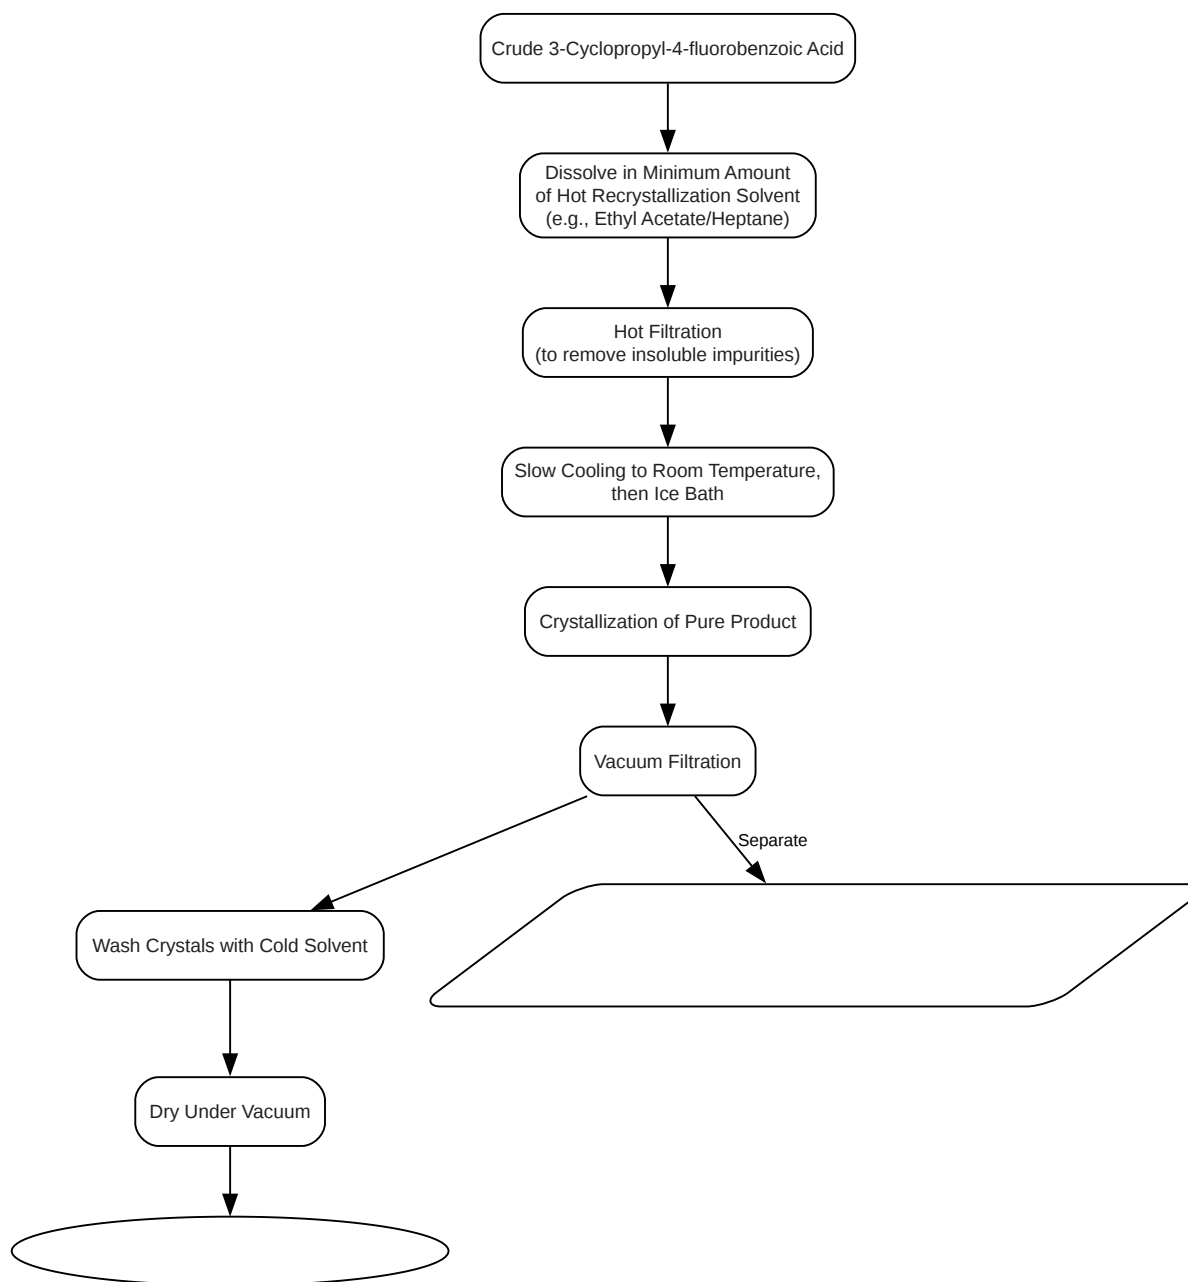 Crude 3-Cyclopropyl-4-fluorobenzoic Acid
Dissolve in Minimum Amount
of Hot Recrystallization Solvent
(e.g., Ethyl Acetate/Heptane)
Hot Filtration
(to remove insoluble impurities)
Slow Cooling to Room Temperature,
then Ice Bath
Crystallization of Pure Product
Vacuum Filtration
Separate
Wash Crystals with Cold Solvent
Dry Under Vacuum